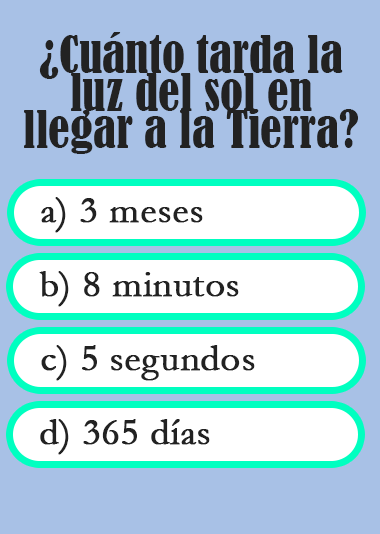 ¿Cuánto tarda la
luz del sol en
llegar a la Tierra?
a) 3 meses
b) 8 minutos
c) 5 segundos
d) 365 días